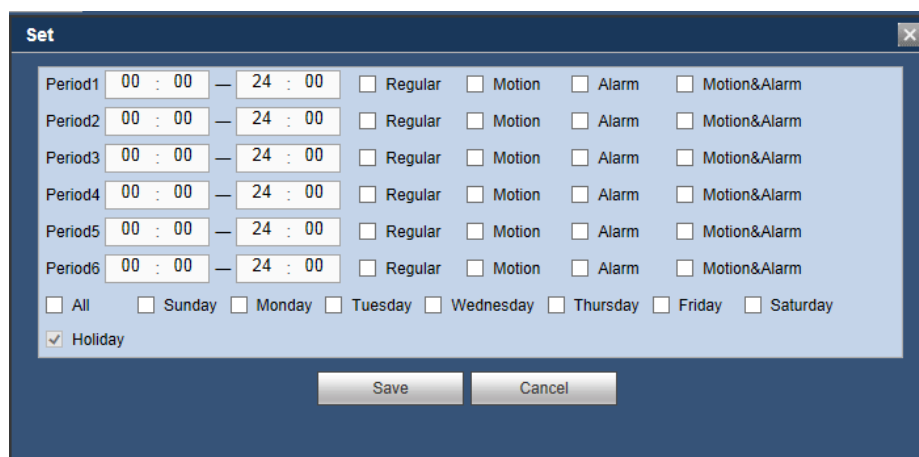 Set
Period1 00 : 00 — 24 : 00 Regular Motion Alarm Motion&Alarm
Period2 00 : 00 — 24 : 00 Regular Motion Alarm Motion&Alarm
Period3 00 : 00 — 24 : 00 Regular Motion Alarm Motion&Alarm
Period4 00 : 00 — 24 : 00 Regular Motion Alarm Motion&Alarm
Period5 00 : 00 — 24 : 00 Regular Motion Alarm Motion&Alarm
Period6 00 : 00 — 24 : 00 Regular Motion Alarm Motion&Alarm
All Sunday Monday Tuesday Wednesday Thursday Friday Saturday
Holiday
Save Cancel